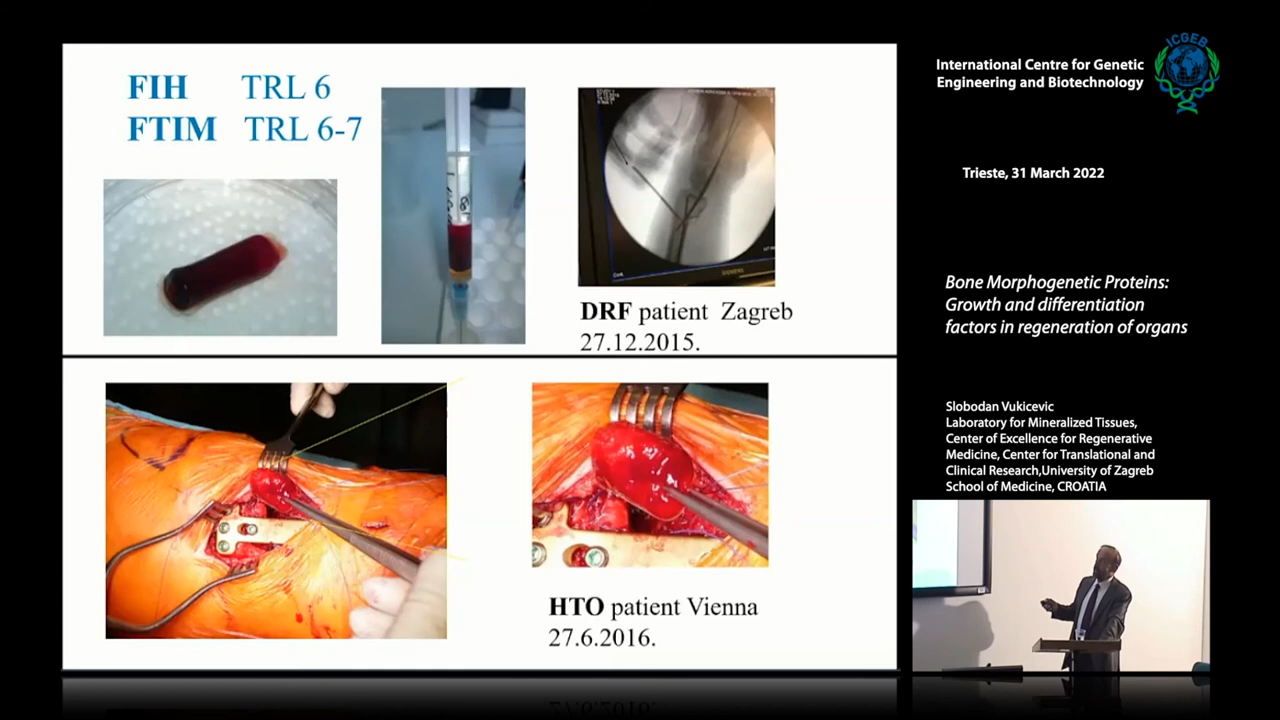 FIH TRL 6
FTIM TRL 6-7
DRF patient Zagreb
27.12.2015.
HTO patient Vienna
27.6.2016.
International Centre for Genetic
Engineering and Biotechnology
ICGEB
Trieste, 31 March 2022
Bone Morphogenetic Proteins:
Growth and differentiation
factors in regeneration of organs
Slobodan Vukicevic
Laboratory for Mineralized Tissues,
Center of Excellence for Regenerative
Medicine, Center for Translational and
Clinical Research,University of Zagreb
School of Medicine, CROATIA